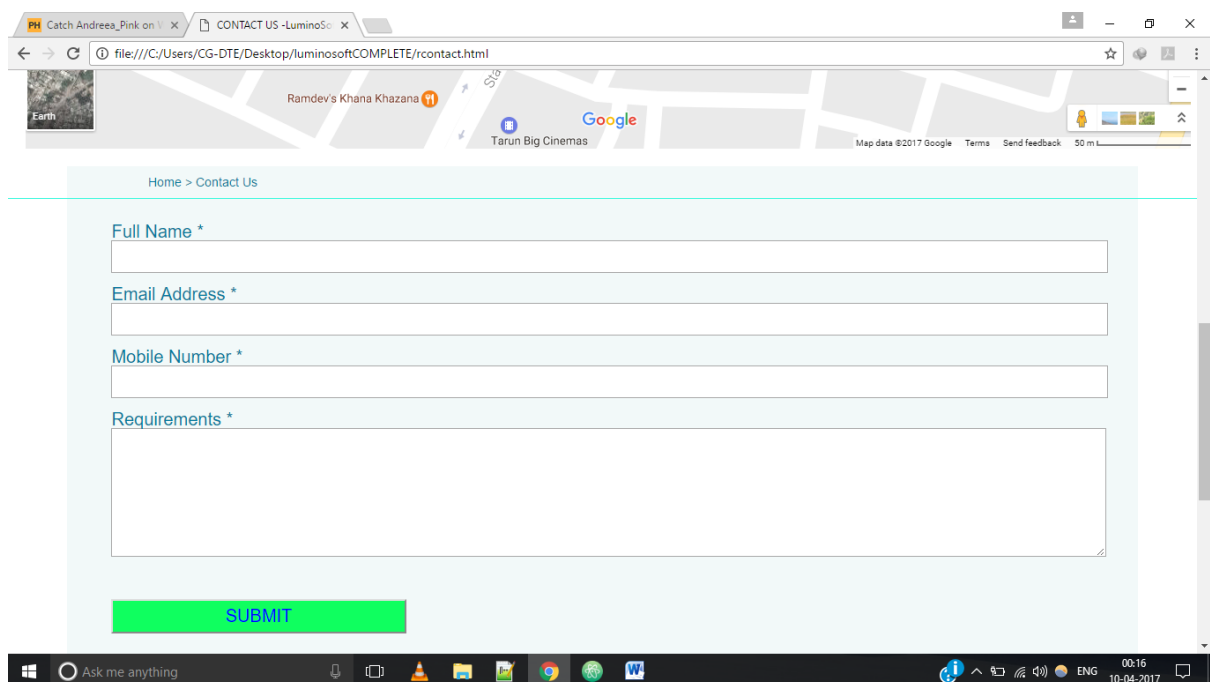 PH Catch Andreea_Pink on V
CONTACT US -LuminoSo
file:///C:/Users/CG-DTE/Desktop/luminosoftCOMPLETE/rcontact.html
Earth
Ramdev's Khana Khazana
Sta
Google
Tarun Big Cinemas
Map data ©2017 Google Terms Send feedback 50 m
Home > Contact Us
Full Name *
Email Address *
Mobile Number *
Requirements *
SUBMIT
Ask me anything
W
ENG
00:16
10-04-2017